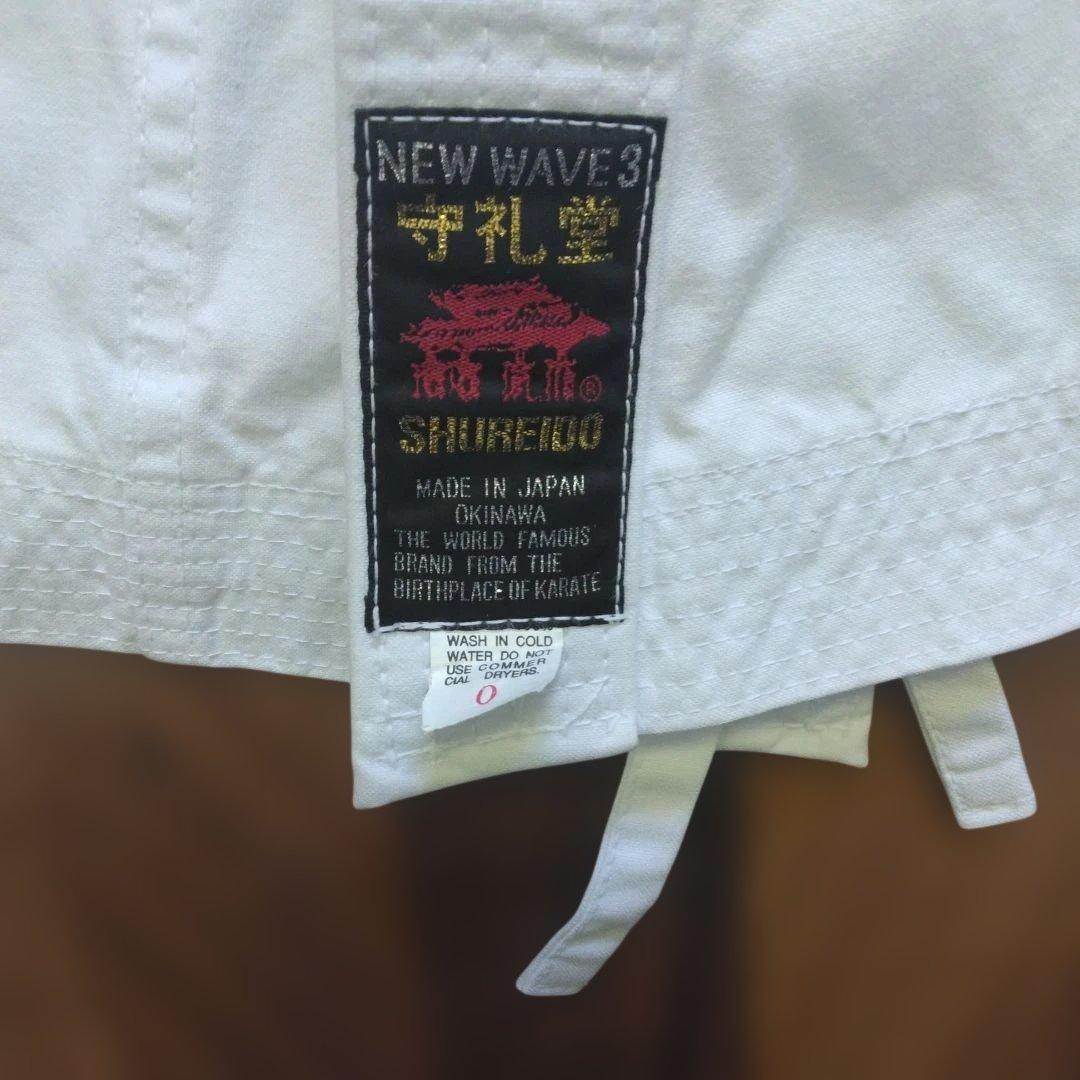 NEW WAVE 3
守礼堂
®
SHUREIDO
MADE IN JAPAN
OKINAWA
THE WORLD FAMOUS
BRAND FROM THE
BIRTHPLACE OF KARATE
WASH IN COLD
WATER DO NOT
USE COMMER
CIAL DRYERS.
0